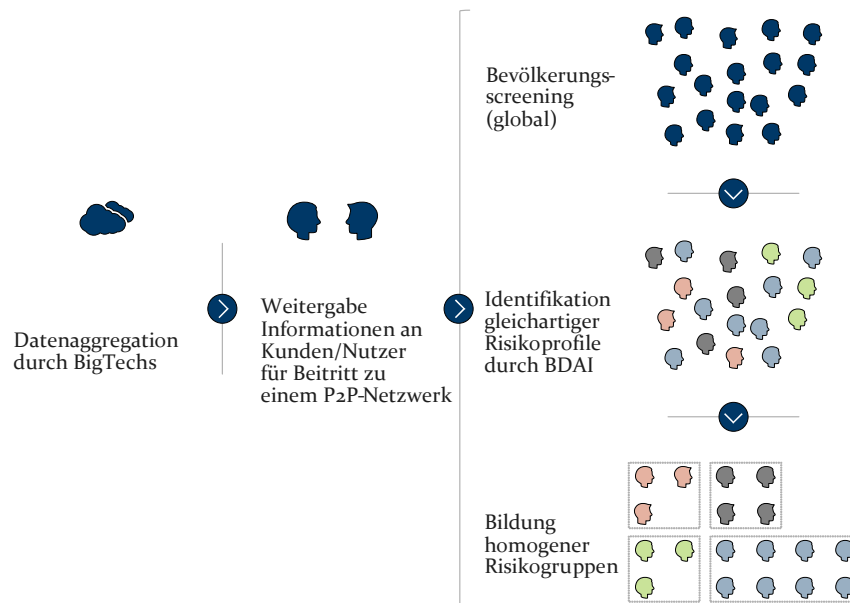 Datenaggregation
durch BigTechs
Weitergabe
Informationen an
Kunden/Nutzer
für Beitritt zu
einem P2P-Netzwerk
Bevölkerungs-
screening
(global)
Identifikation
gleichartiger
Risikoprofile
durch BDAI
Bildung
homogener
Risikogruppen